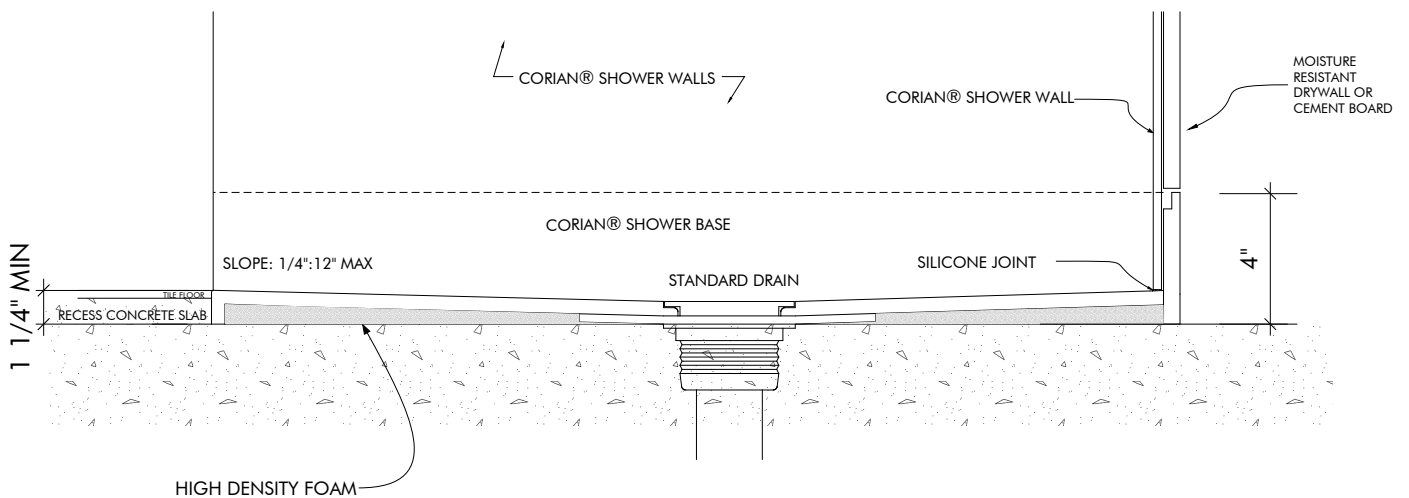 CORIAN® SHOWER WALLS
CORIAN® SHOWER WALL
MOISTURE
RESISTANT
DRYWALL OR
CEMENT BOARD
CORIAN® SHOWER BASE
SLOPE: 1/4":12" MAX
STANDARD DRAIN
SILICONE JOINT
4"
1 1/4" MIN
TILE FLOOR
RECESS CONCRETE SLAB
HIGH DENSITY FOAM